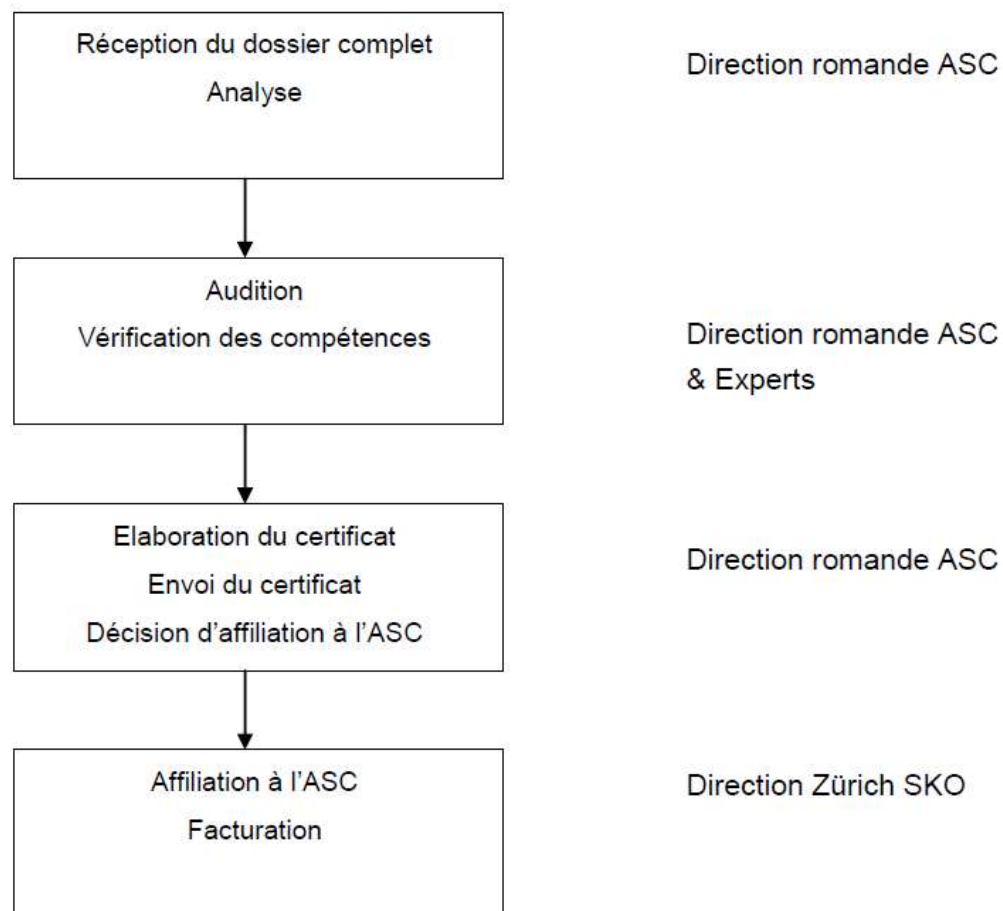 Réception du dossier complet
Analyse
Direction romande ASC
Audition
Vérification des compétences
Direction romande ASC
& Experts
Elaboration du certificat
Envoi du certificat
Décision d’affiliation à l’ASC
Direction romande ASC
Affiliation à l’ASC
Facturation
Direction Zürich SKO